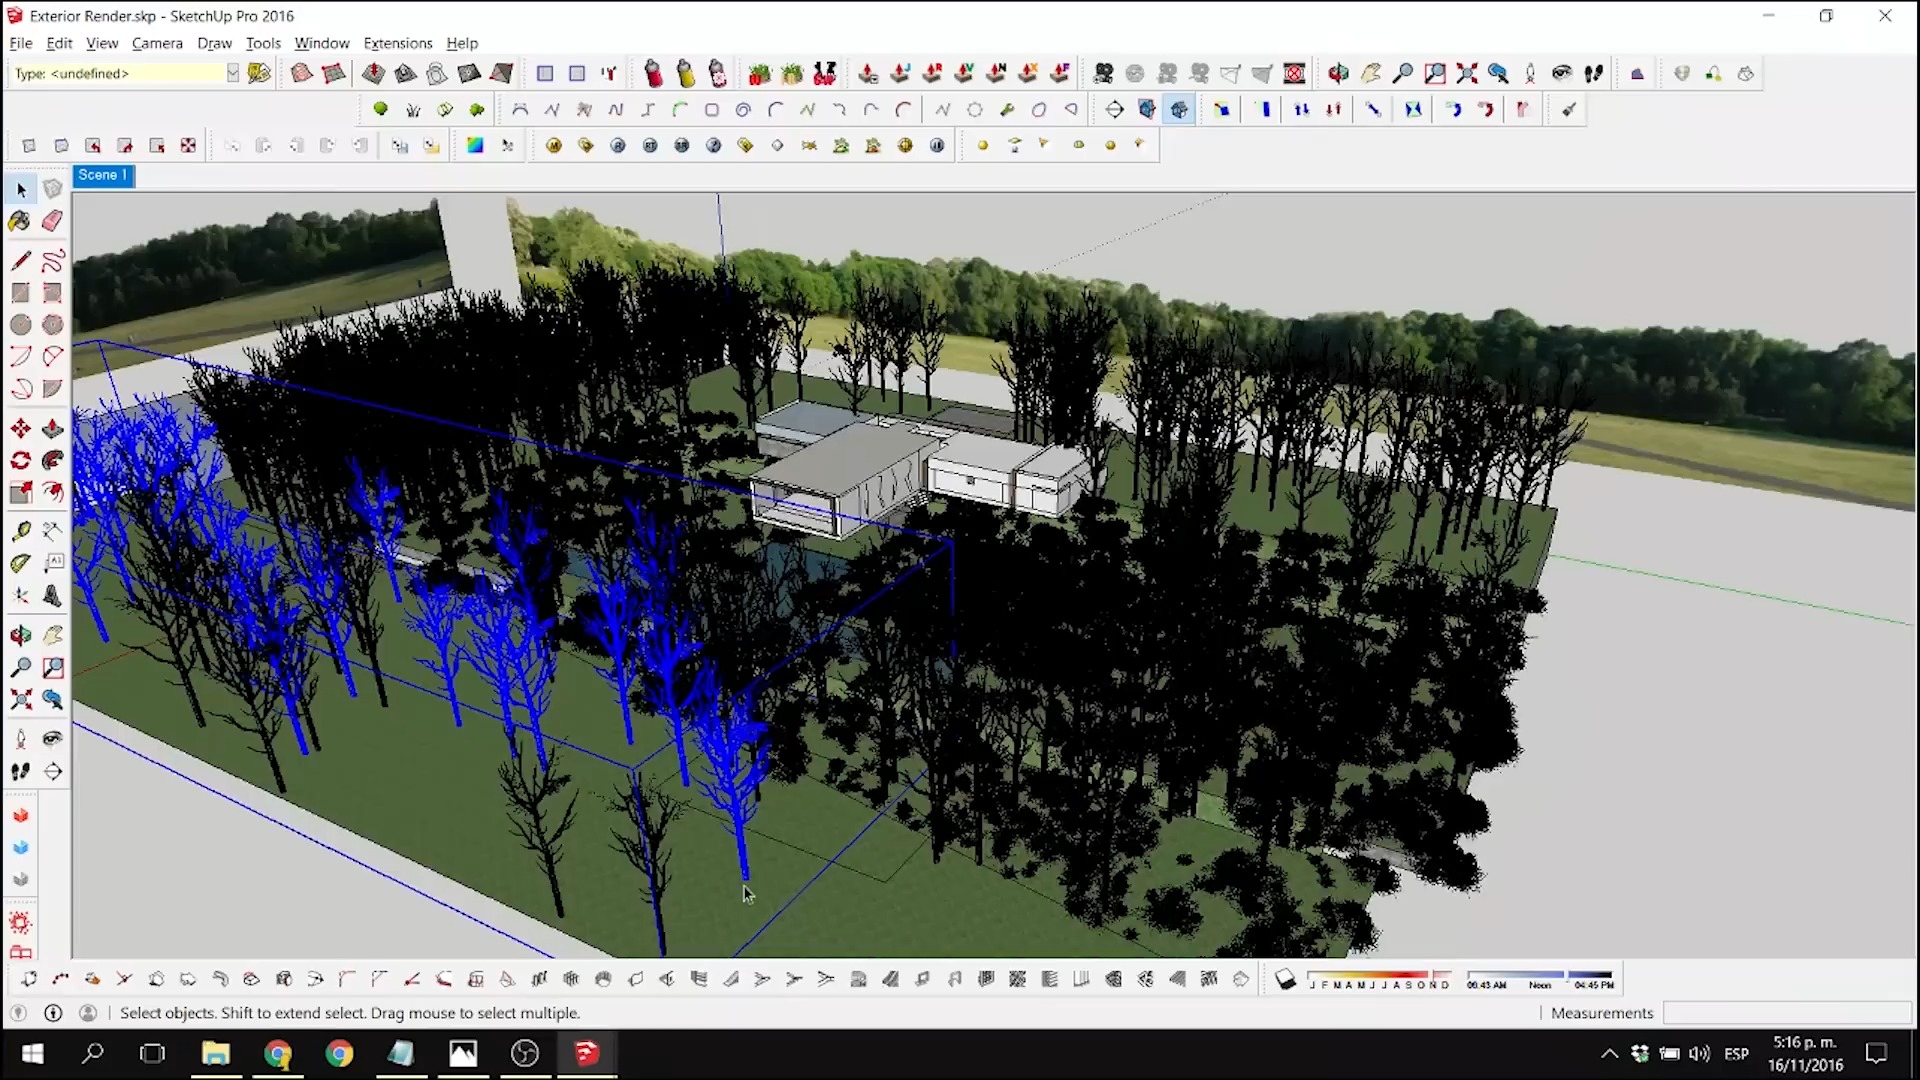 Exterior Render.skp - SketchUp Pro 2016
File Edit View Camera Draw Tools Window Extensions Help
Type: <undefined>
Scene 1
J F M A M J J A S O N D
06:43 AM Noon 04:45 PM
Select objects. Shift to extend select. Drag mouse to select multiple.
Measurements
ESP
5:16 p. m.
16/11/2016